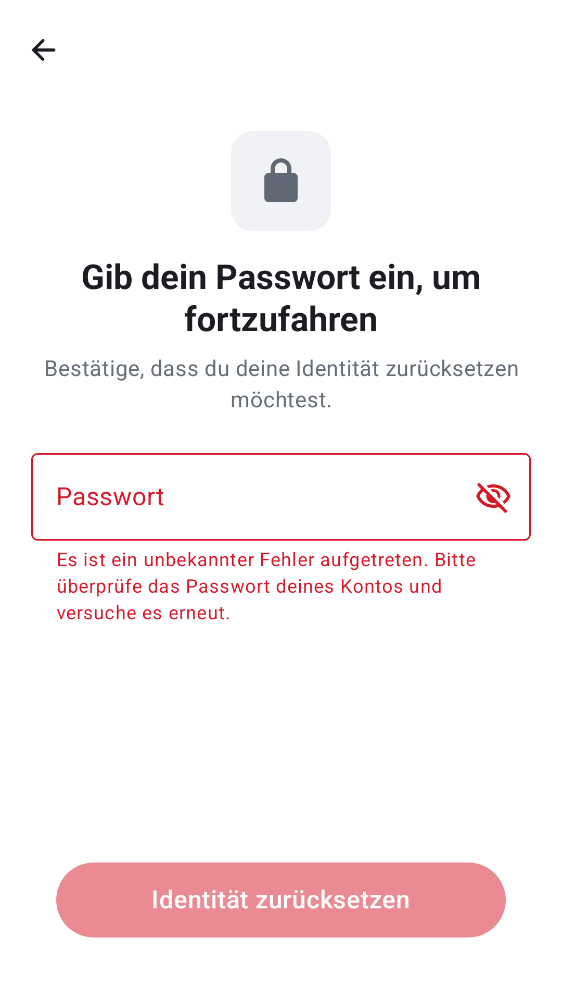 Gib dein Passwort ein, um
fortzufahren
Bestätige, dass du deine Identität zurücksetzen
möchtest.
Passwort
Es ist ein unbekannter Fehler aufgetreten. Bitte
überprüfe das Passwort deines Kontos und
versuche es erneut.
Identität zurücksetzen